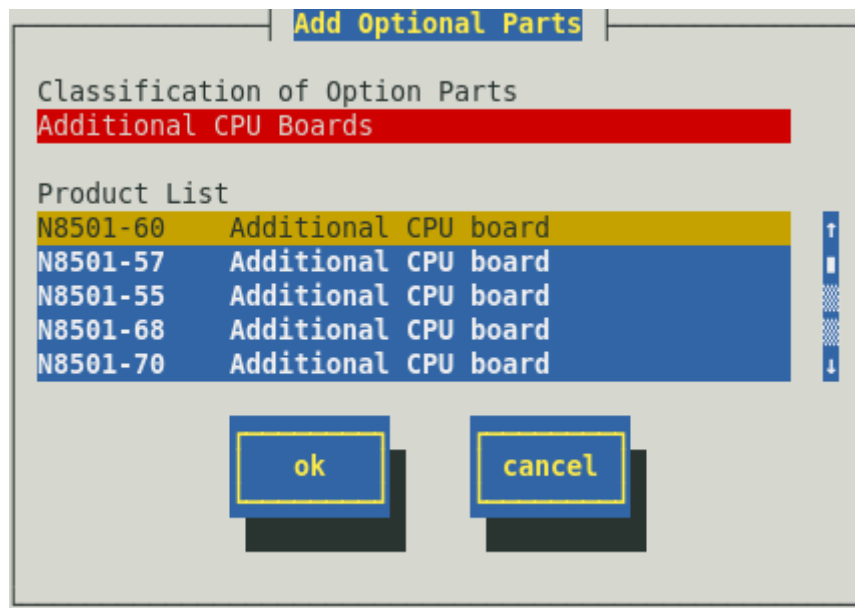 Add Optional Parts
Classification of Option Parts
Additional CPU Boards
Product List
N8501-60    Additional CPU board
N8501-57    Additional CPU board
N8501-55    Additional CPU board
N8501-68    Additional CPU board
N8501-70    Additional CPU board
ok    cancel